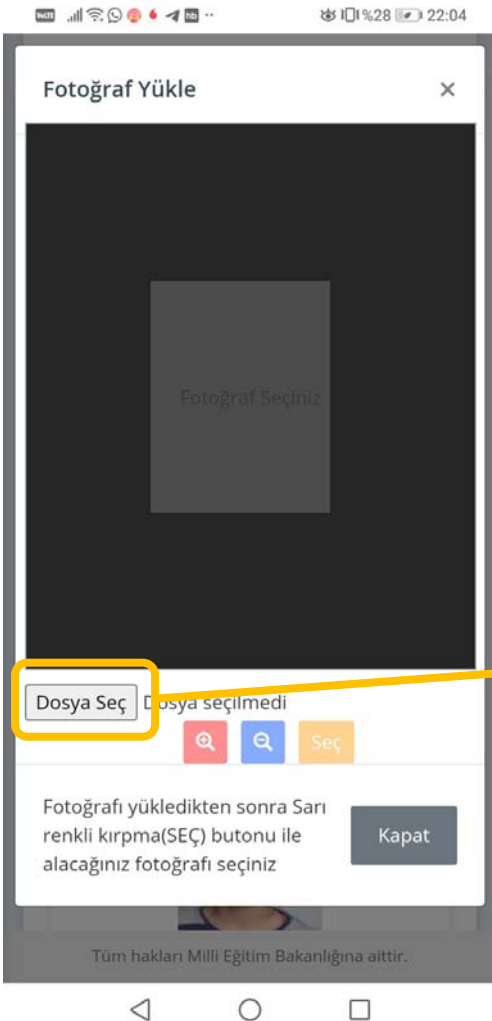 %28 22:04
Fotoğraf Yükle ×
Fotoğraf Seçiniz
Dosya Seç Dosya seçilmedi
Seç
Fotoğrafı yükledikten sonra Sarı
renkli kırpma(SEÇ) butonu ile
alacağınız fotoğrafı seçiniz
Kapat
Tüm hakları Milli Eğitim Bakanlığına aittir.